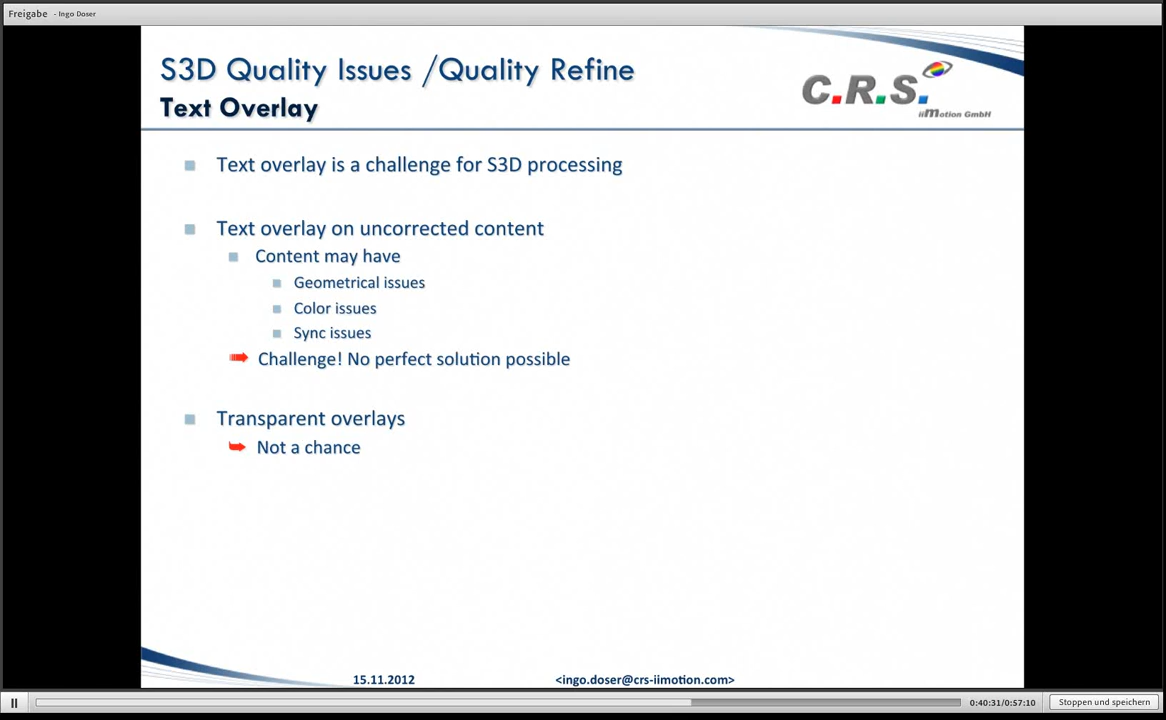 Freigabe - Ingo Doser
S3D Quality Issues /Quality Refine
Text Overlay
C.R.S.
iiMotion GmbH
Text overlay is a challenge for S3D processing
Text overlay on uncorrected content
Content may have
Geometrical issues
Color issues
Sync issues
Challenge! No perfect solution possible
Transparent overlays
Not a chance
15.11.2012 <ingo.doser@crs-iimotion.com>
0:40:31/0:57:10 Stoppen und speichern